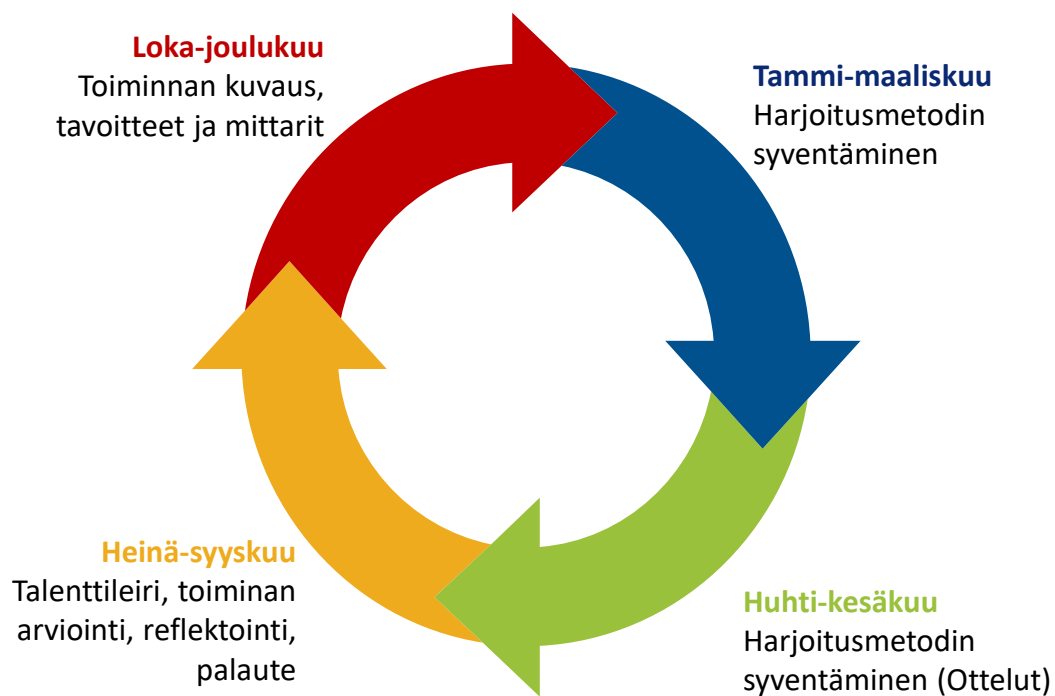 Loka-joulukuu
Toiminnan kuvaus,
tavoitteet ja mittarit
Tammi-maaliskuu
Harjoitusmetodin
syventäminen
Huhti-kesäkuu
Harjoitusmetodin
syventäminen (Ottelut)
Heinä-syyskuu
Talenttileiri, toiminan
arviointi, reflektointi,
palaute